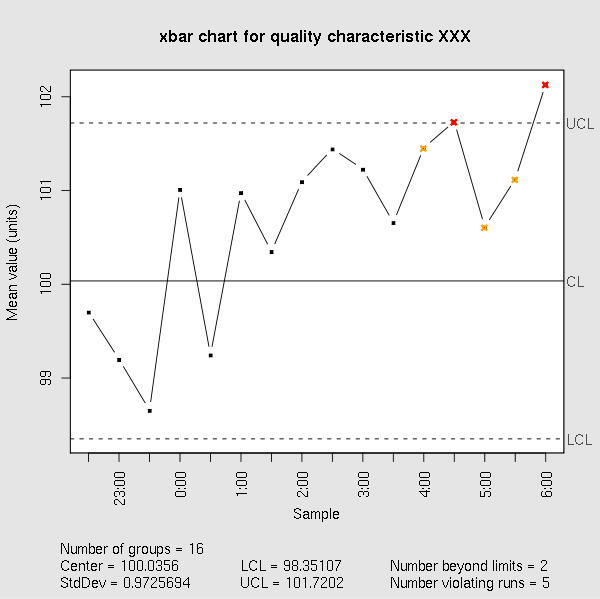 xbar chart for quality characteristic XXX
102
101
100
99
Mean value (units)
UCL
CL
LCL
23:00
0:00
1:00
2:00
3:00
4:00
5:00
6:00
Sample
Number of groups = 16
Center = 100.0356
LCL = 98.35107
Number beyond limits = 2
StdDev = 0.9725694
UCL = 101.7202
Number violating runs = 5